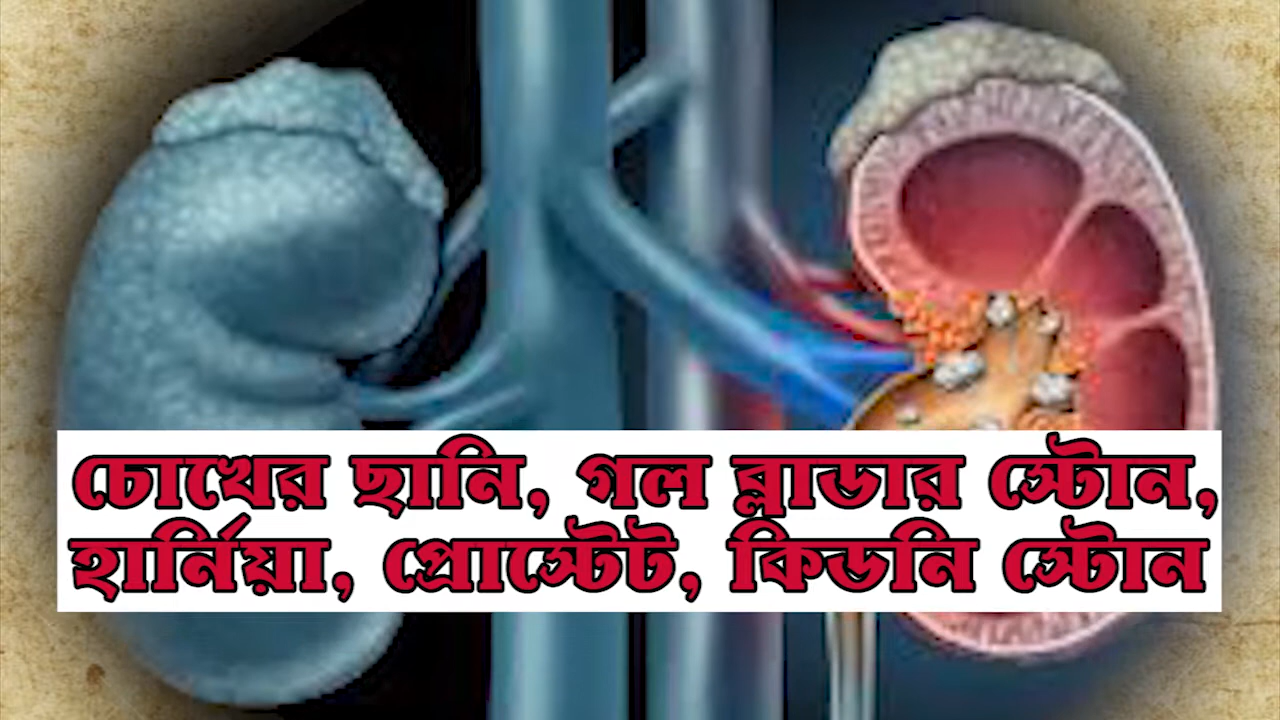 চোখের ছানি, গল ব্লাডার স্টোন,
হার্নিয়া, প্রোস্টেট, কিডনি স্টোন